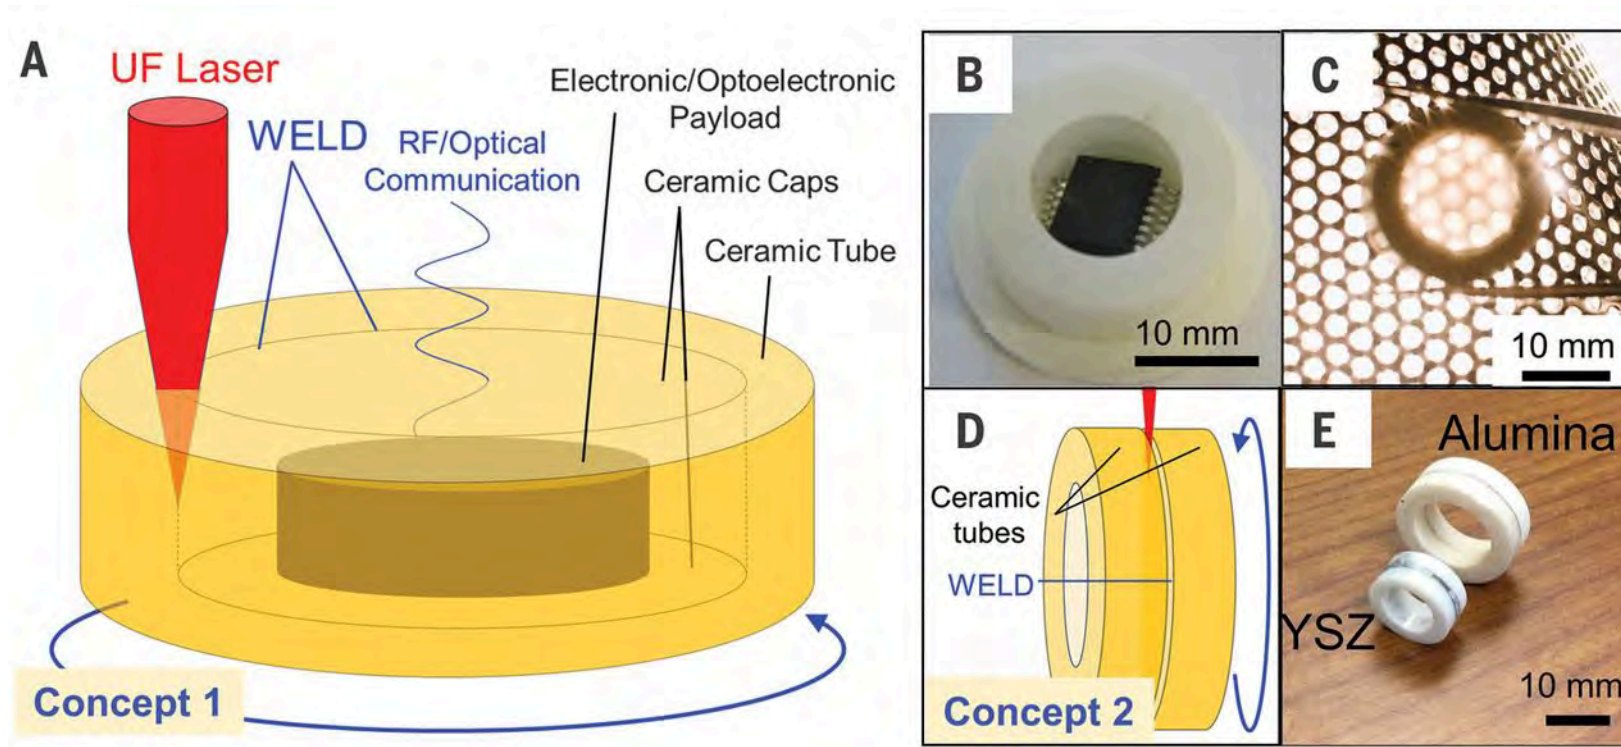 A
UF Laser
WELD
RF/Optical
Communication
Electronic/Optoelectronic
Payload
Ceramic Caps
Ceramic Tube
Concept 1
B
10 mm
C
10 mm
D
Ceramic
tubes
WELD
Concept 2
E
Alumina
YSZ
10 mm